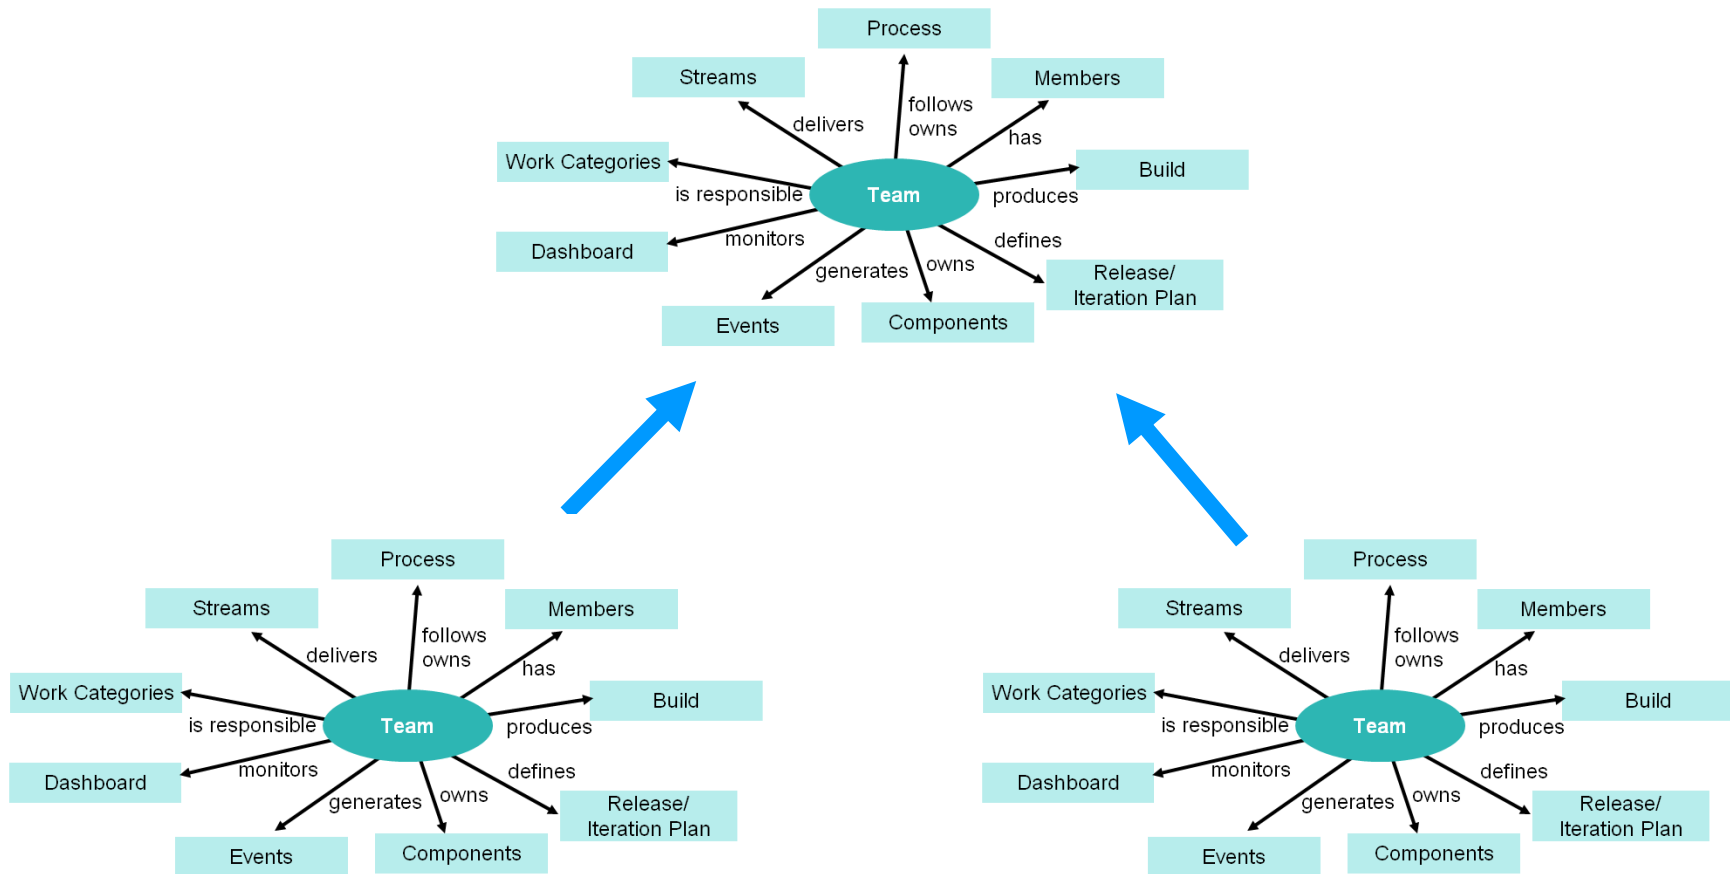 Process
Streams
Members
follows
delivers
owns
has
Work Categories
Build
is responsible
Team
produces
Dashboard
monitors
defines
generates
owns
Release/
Iteration Plan
Events
Components
Process
Streams
Members
follows
delivers
owns
has
Work Categories
Build
is responsible
Team
produces
Dashboard
monitors
defines
generates
owns
Release/
Iteration Plan
Events
Components
Process
Streams
Members
follows
delivers
owns
has
Work Categories
Build
is responsible
Team
produces
Dashboard
monitors
defines
generates
owns
Release/
Iteration Plan
Events
Components